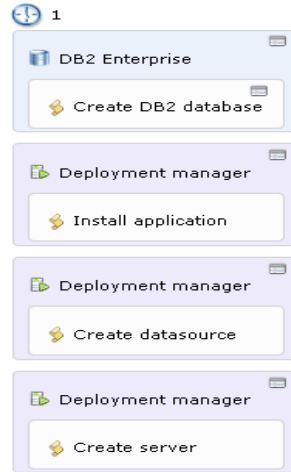 1
DB2 Enterprise
Create DB2 database
Deployment manager
Install application
Deployment manager
Create datasource
Deployment manager
Create server